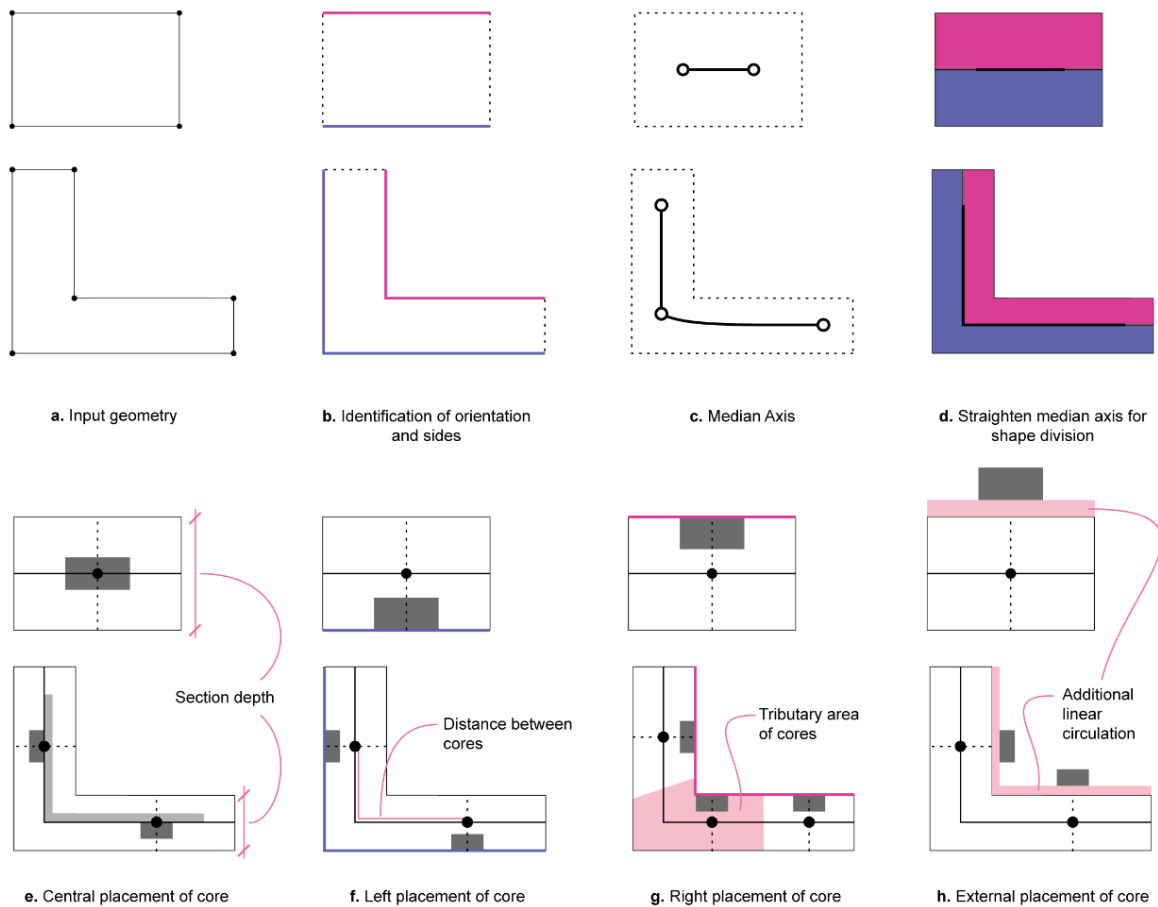 a. Input geometry
b. Identification of orientation
and sides
c. Median Axis
d. Straighten median axis for
shape division
Section depth
Distance between
cores
Tributary area
of cores
Additional
linear
circulation
e. Central placement of core
f. Left placement of core
g. Right placement of core
h. External placement of core